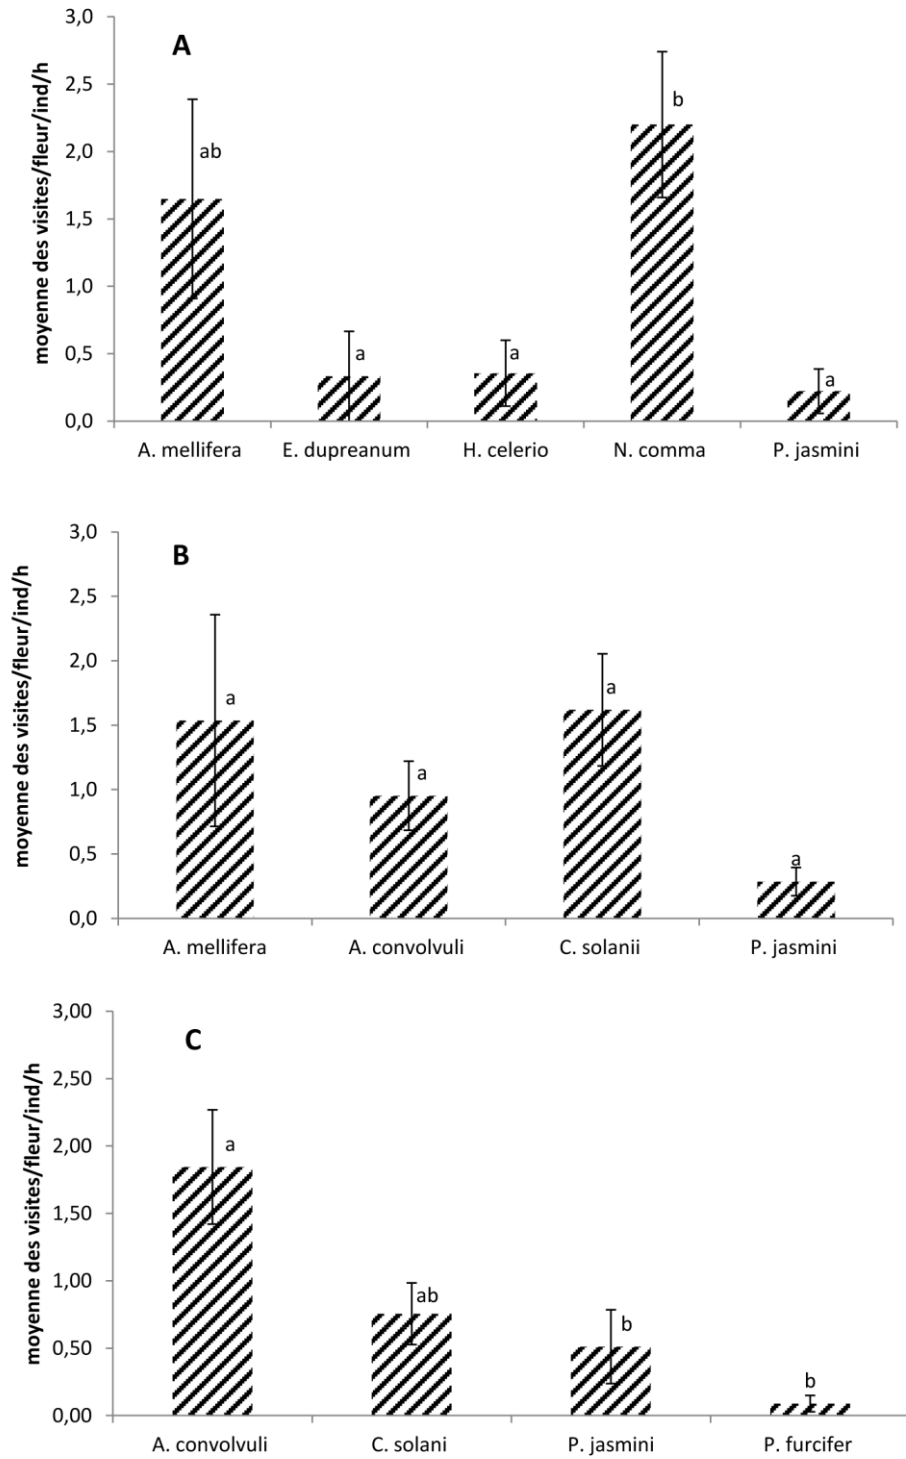 A
moyenne des visites/fleur/ind/h
3,0
2,5
2,0
1,5
1,0
0,5
0,0
ab
a
a
b
a
A. mellifera E. dupreanum H. celerio N. comma P. jasmini
B
moyenne des visites/fleur/ind/h
3,0
2,5
2,0
1,5
1,0
0,5
0,0
a
a
a
a
A. mellifera A. convolvuli C. solanii P. jasmini
C
moyenne des visites/fleur/ind/h
3,00
2,50
2,00
1,50
1,00
0,50
0,00
a
ab
b
b
A. convolvuli C. solani P. jasmini P. furcifer